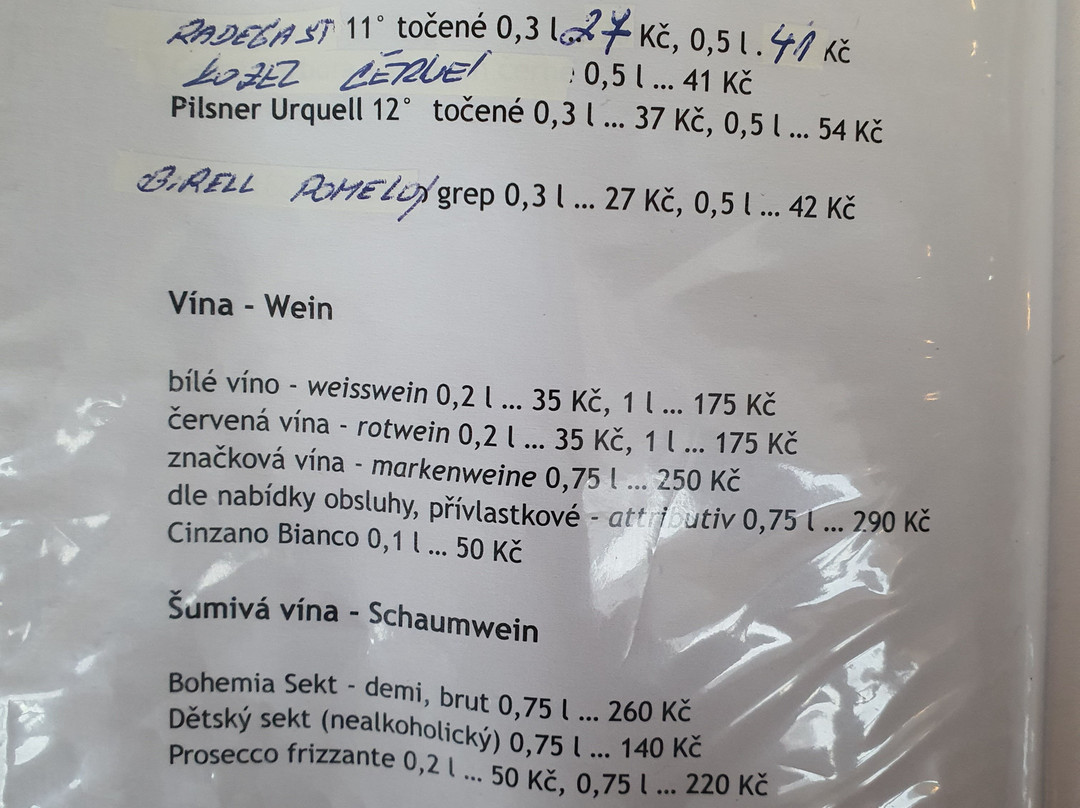 RADEGAST 11° točené 0,3 l...27 Kč, 0,5 l . 41 Kč
KOZEL ČERVEJ : 0,5 l ... 41 Kč
Pilsner Urquell 12° točené 0,3 l ... 37 Kč, 0,5 l ... 54 Kč
BIRELL POMELO/grep 0,3 l ... 27 Kč, 0,5 l ... 42 Kč
Vína - Wein
bílé víno - weisswein 0,2 l ... 35 Kč, 1 l ... 175 Kč
červená vína - rotwein 0,2 l ... 35 Kč, 1 l ... 175 Kč
značková vína - markenweine 0,75 l ... 250 Kč
dle nabídky obsluhy, přívlastkové - attributiv 0,75 l ... 290 Kč
Cinzano Bianco 0,1 l ... 50 Kč
Šumivá vína - Schaumwein
Bohemia Sekt - demi, brut 0,75 l ... 260 Kč
Dětský sekt (nealkoholický) 0,75 l ... 140 Kč
Prosecco frizzante 0,2 l ... 50 Kč, 0,75 l ... 220 Kč